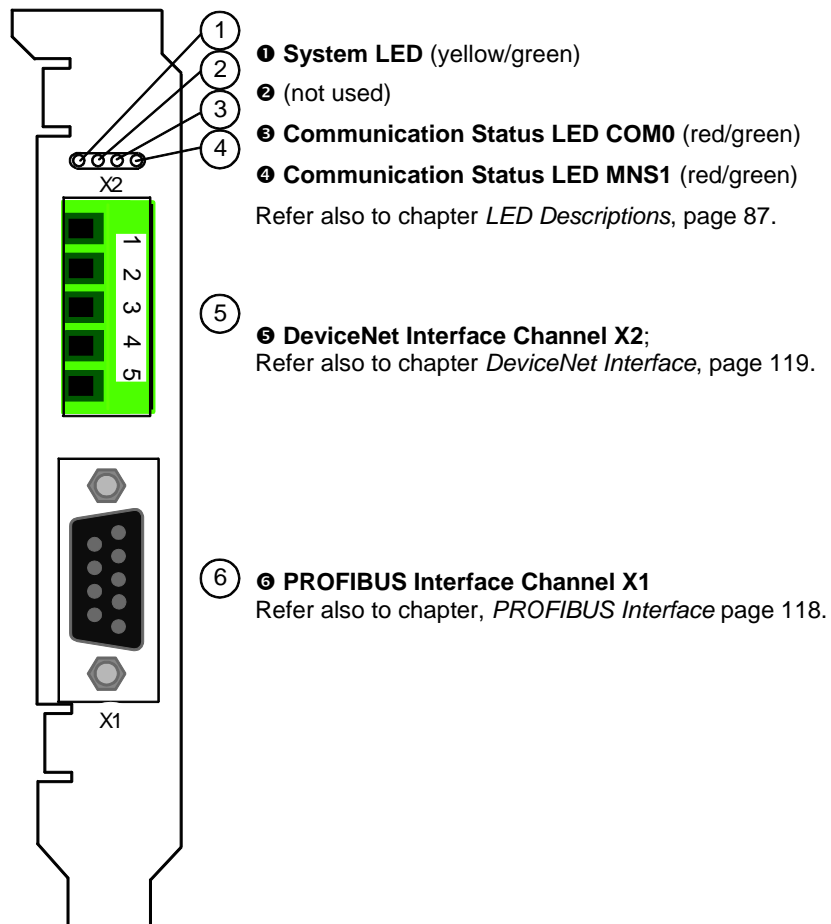 1
❶ System LED (yellow/green)
2
❷ (not used)
3
❸ Communication Status LED COM0 (red/green)
4
❹ Communication Status LED MNS1 (red/green)
X2
Refer also to chapter LED Descriptions, page 87.
1
2
3
4
5
5
❺ DeviceNet Interface Channel X2;
Refer also to chapter DeviceNet Interface, page 119.
6
❻ PROFIBUS Interface Channel X1
Refer also to chapter, PROFIBUS Interface page 118.
X1